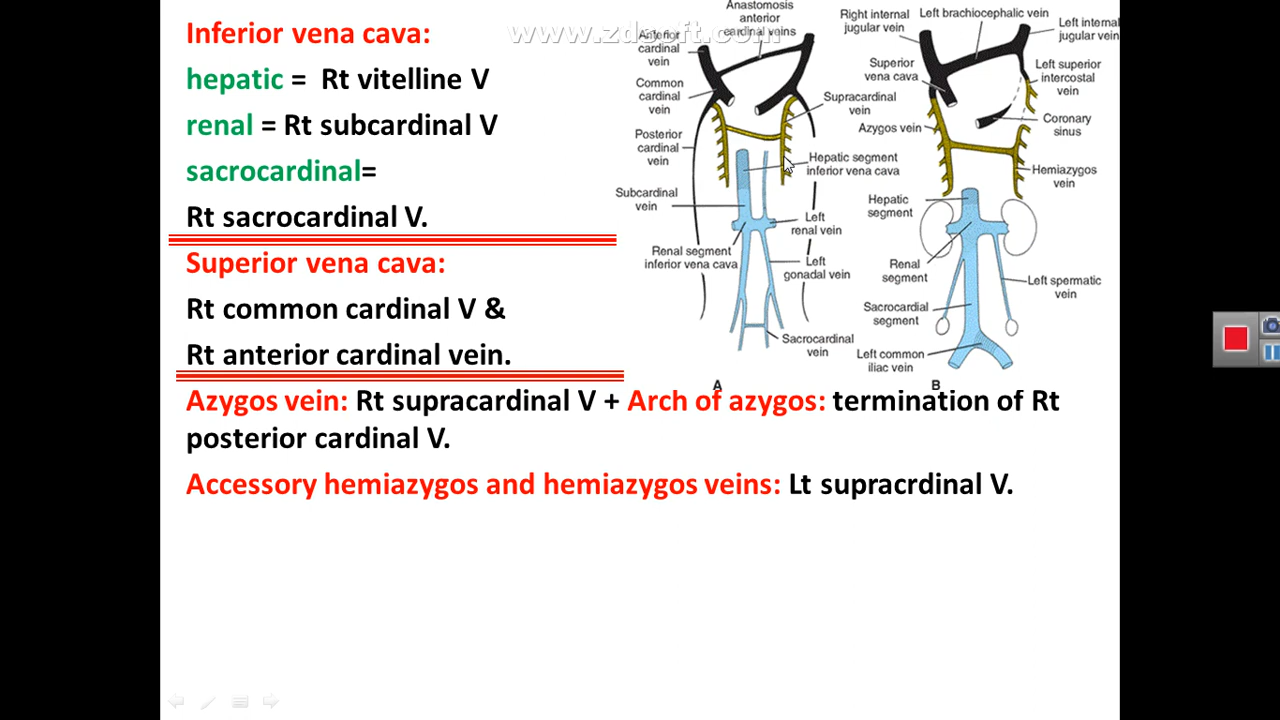 Inferior vena cava:
hepatic = Rt vitelline V
renal = Rt subcardinal V
sacrocardinal=
Rt sacrocardinal V.
Superior vena cava:
Rt common cardinal V &
Rt anterior cardinal vein.
Azygos vein: Rt supracardinal V + Arch of azygos: termination of Rt
posterior cardinal V.
Accessory hemiazygos and hemiazygos veins: Lt supracrdinal V.
www.zdsoft.com
Anastomosis
anterior
cardinal veins
Anterior
cardinal
vein
Common
cardinal
vein
Posterior
cardinal
vein
Supracardinal
vein
Hepatic segment
inferior vena cava
Subcardinal
vein
Left
renal vein
Renal segment
inferior vena cava
Left
gonadal vein
Sacrocardinal
vein
A
Right internal
jugular vein
Left brachiocephalic vein
Left internal
jugular vein
Superior
vena cava
Left superior
intercostal
vein
Azygos vein
Coronary
sinus
Hemiazygos
vein
Hepatic
segment
Renal
segment
Left spermatic
vein
Sacrocardial
segment
Left common
iliac vein
B